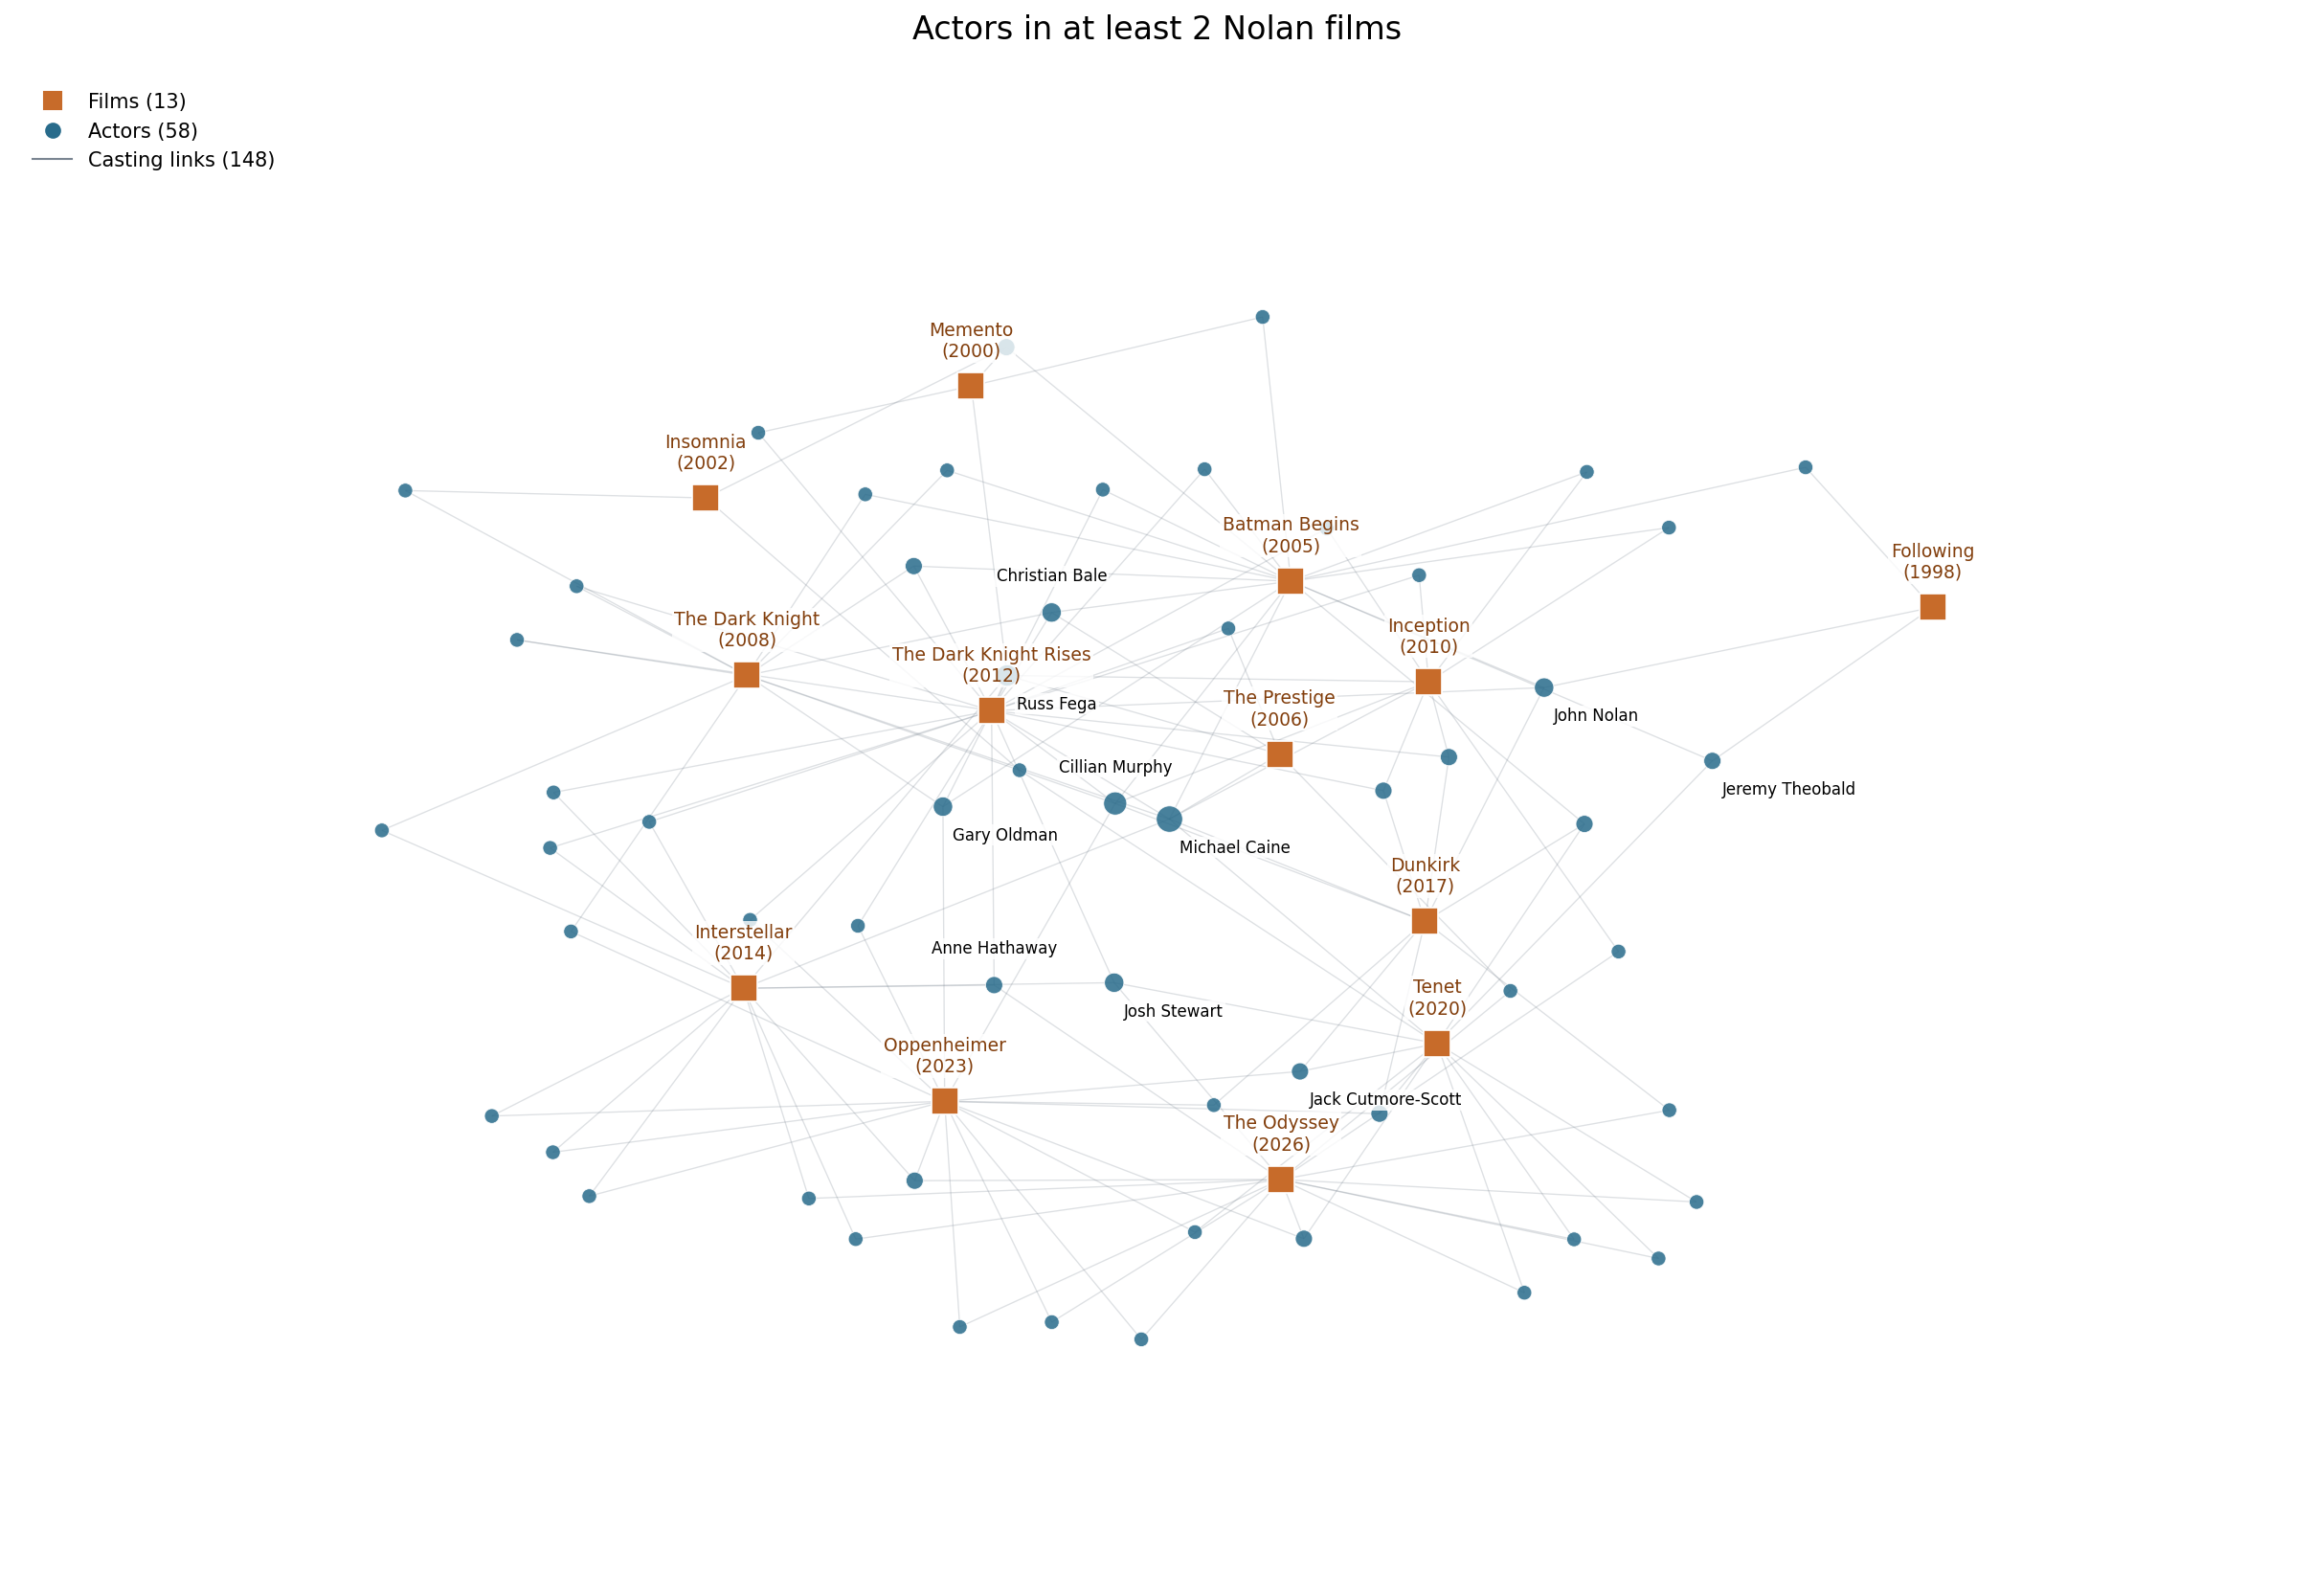 Actors in at least 2 Nolan films
Films (13)
Actors (58)
Casting links (148)
Memento
(2000)
Insomnia
(2002)
Batman Begins
(2005)
Following
(1998)
Christian Bale
The Dark Knight
(2008)
Inception
(2010)
The Dark Knight Rises
(2012)
Russ Fega
The Prestige
(2006)
John Nolan
Cillian Murphy
Jeremy Theobald
Gary Oldman
Michael Caine
Dunkirk
(2017)
Interstellar
(2014)
Anne Hathaway
Josh Stewart
Tenet
(2020)
Oppenheimer
(2023)
Jack Cutmore-Scott
The Odyssey
(2026)